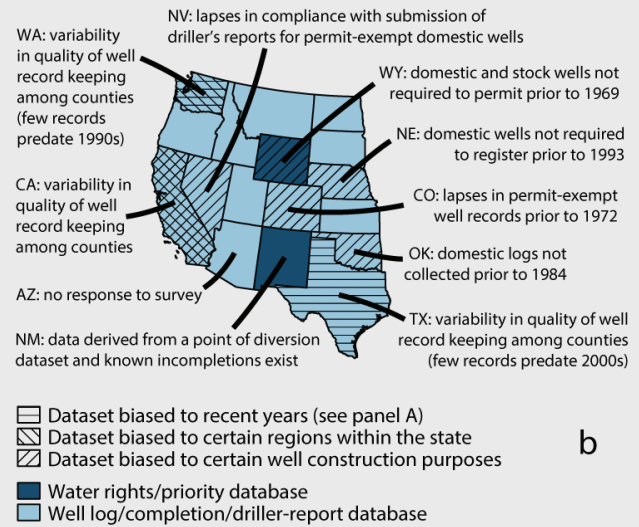 NV: lapses in compliance with submission of
driller's reports for permit-exempt domestic wells
WA: variability
in quality of well
record keeping
among counties
(few records
predate 1990s)
WY: domestic and stock wells not
required to permit prior to 1969
NE: domestic wells not required
to register prior to 1993
CA: variability in
quality of well
record keeping
among counties
CO: lapses in permit-exempt
well records prior to 1972
OK: domestic logs not
collected prior to 1984
AZ: no response to survey
NM: data derived from a point of diversion
dataset and known incompletions exist
TX: variability in quality of well
record keeping among counties
(few records predate 2000s)
Dataset biased to recent years (see panel A)
Dataset biased to certain regions within the state
Dataset biased to certain well construction purposes
b
Water rights/priority database
Well log/completion/driller-report database